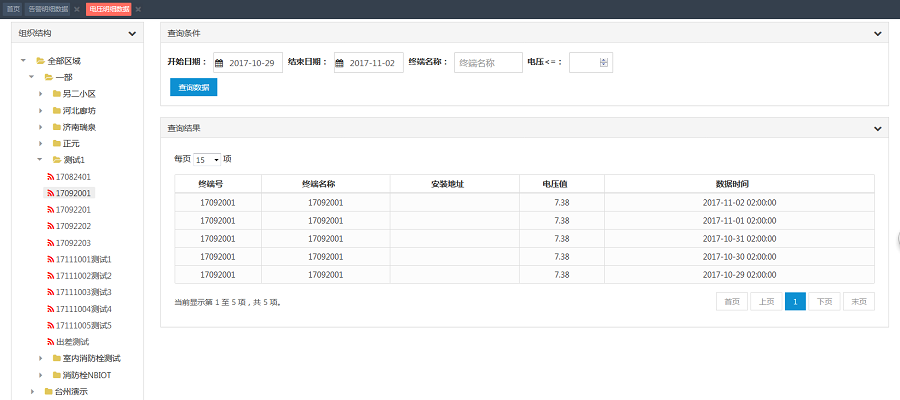 首页 告警明细数据 电压明细数据
组织结构
全部区域
一部
另二小区
河北廊坊
济南瑞泉
正元
测试1
17082401
17092001
17092201
17092202
17092203
17111001测试1
17111002测试2
17111003测试3
17111004测试4
17111005测试5
出差测试
室内消防栓测试
消防栓NBIOT
台州演示
查询条件
开始日期： 2017-10-29 结束日期： 2017-11-02 终端名称： 终端名称 电压<=：
查询数据
查询结果
每页 15 项
终端号 终端名称 安装地址 电压值 数据时间
17092001 17092001 7.38 2017-11-02 02:00:00
17092001 17092001 7.38 2017-11-01 02:00:00
17092001 17092001 7.38 2017-10-31 02:00:00
17092001 17092001 7.38 2017-10-30 02:00:00
17092001 17092001 7.38 2017-10-29 02:00:00
当前显示第 1 至 5 项，共 5 项。 首页 上页 1 下页 末页